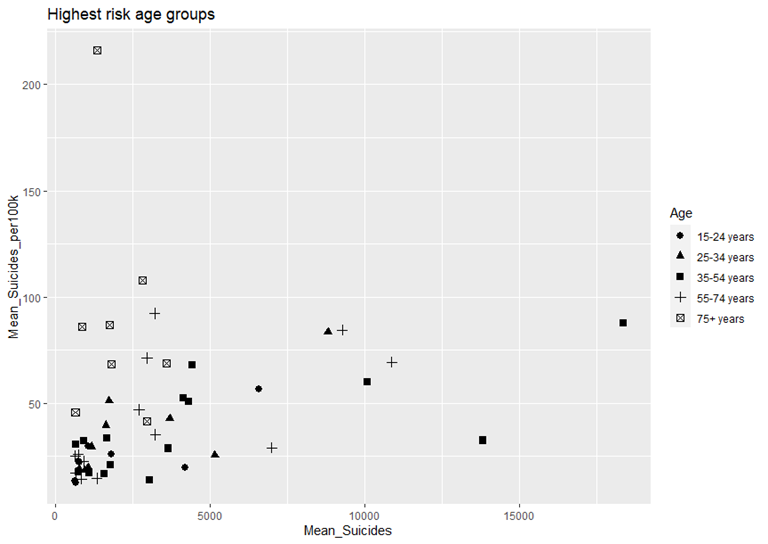 Highest risk age groups
Mean_Suicides_per100k
200
150
100
50
0
5000
10000
15000
Mean_Suicides
Age
15-24 years
25-34 years
35-54 years
55-74 years
75+ years